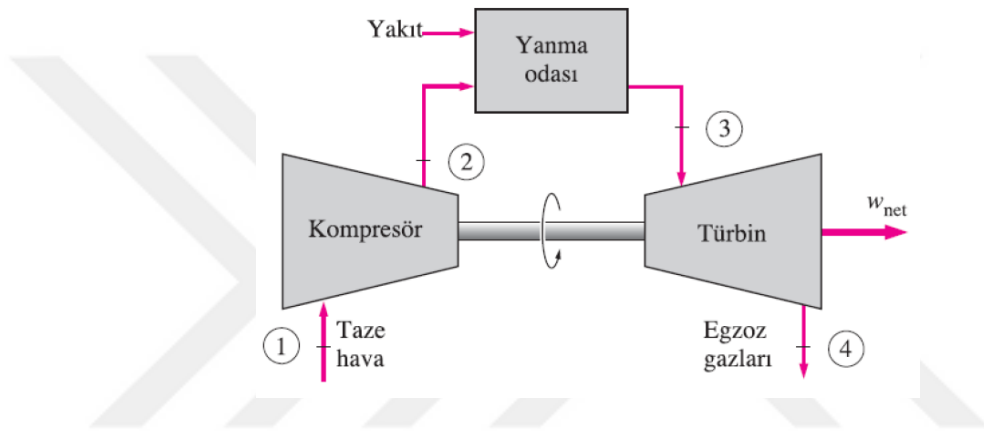 Yakıt
Yanma
odası
3
2
w_net
Kompresör
Türbin
1
Taze
hava
Egzoz
gazları
4